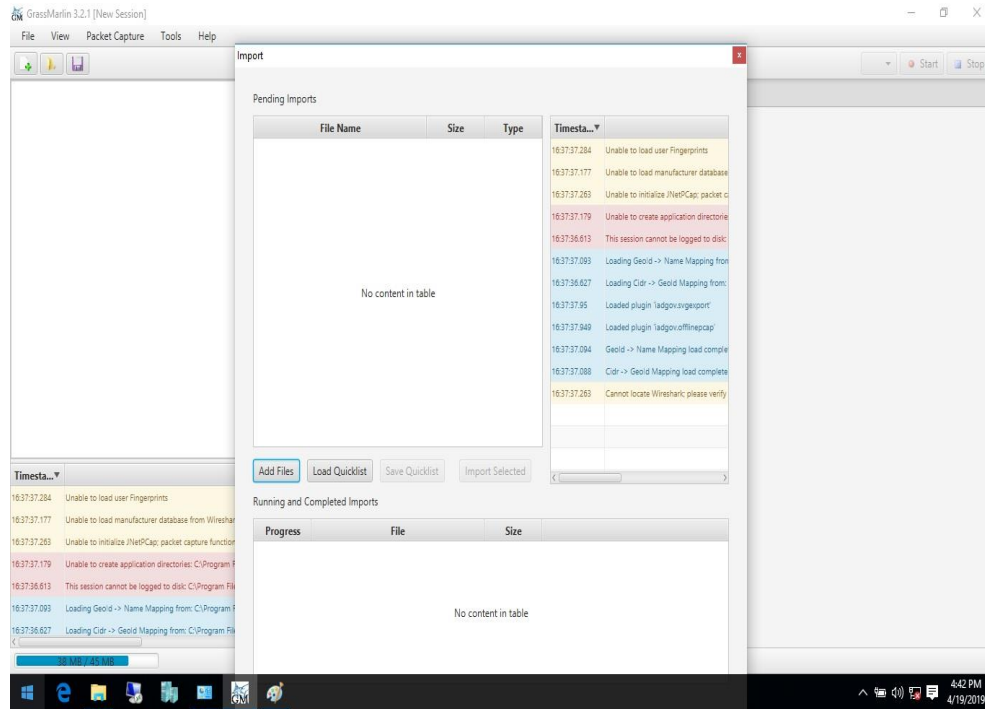 GrassMarlin 3.2.1 [New Session]
File View Packet Capture Tools Help
Start Stop
Import
x
Pending Imports
File Name Size Type
No content in table
Timesta...
16:37:37.284 Unable to load user Fingerprints
16:37:37.177 Unable to load manufacturer database
16:37:37.263 Unable to initialize JNetPCap; packet c
16:37:37.179 Unable to create application directorie
16:37:36.613 This session cannot be logged to disk:
16:37:37.093 Loading GeoId -> Name Mapping from
16:37:36.627 Loading Cidr -> GeoId Mapping from:
16:37:37.95 Loaded plugin 'iadgov.svgexport'
16:37:37.949 Loaded plugin 'iadgov.offlinepcap'
16:37:37.094 GeoId -> Name Mapping load comple
16:37:37.088 Cidr -> GeoId Mapping load complete
16:37:37.263 Cannot locate Wireshark; please verify
Add Files Load Quicklist Save Quicklist Import Selected
Running and Completed Imports
Progress File Size
No content in table
Timesta...
16:37:37.284 Unable to load user Fingerprints
16:37:37.177 Unable to load manufacturer database from Wireshar
16:37:37.263 Unable to initialize JNetPCap; packet capture function
16:37:37.179 Unable to create application directories: C:\Program F
16:37:36.613 This session cannot be logged to disk: C:\Program File
16:37:37.093 Loading GeoId -> Name Mapping from: C:\Program F
16:37:36.627 Loading Cidr -> GeoId Mapping from: C:\Program File
38 MB / 45 MB
GM
4:42 PM
4/19/2019